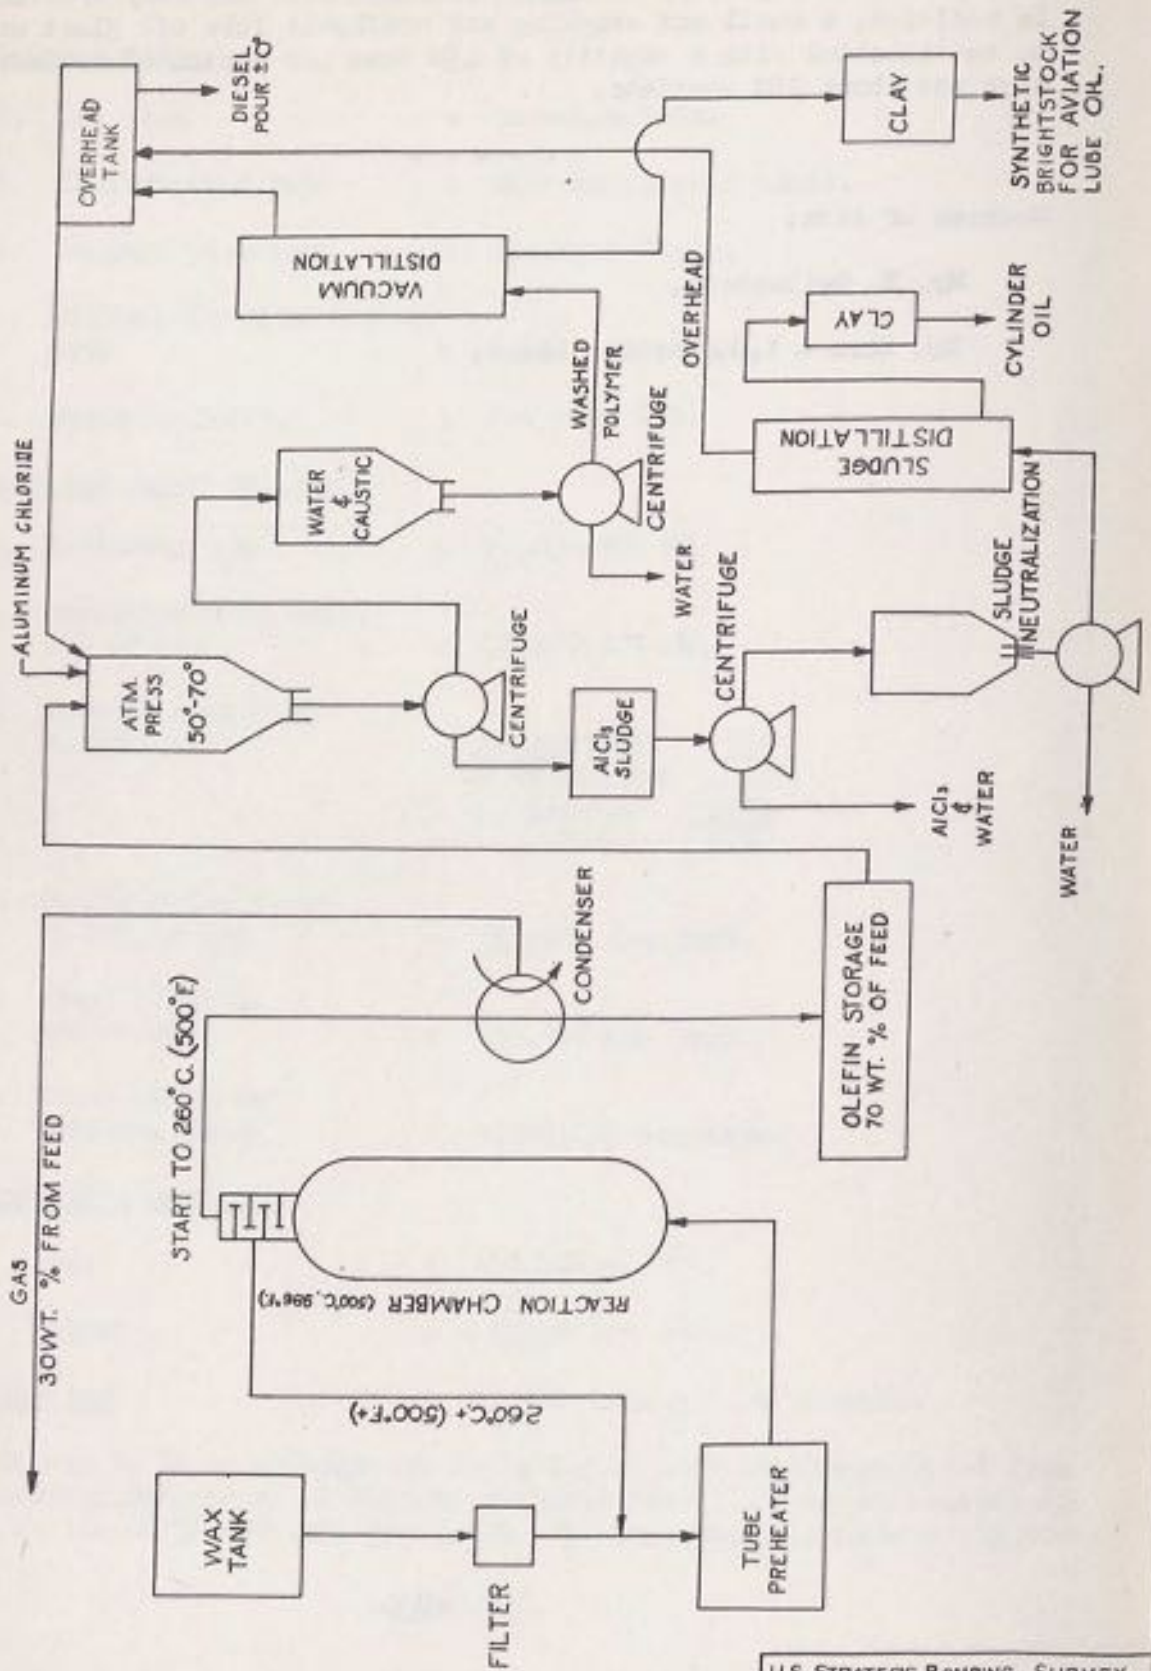 GAS
30WT. % FROM FEED
WAX
TANK
FILTER
TUBE
PREHEATER
260°C.+ (500°F.+)
REACTION CHAMBER (500°C, 996°F.)
START TO 260°C. (500°F.)
CONDENSER
OLEFIN STORAGE
70 WT. % OF FEED
ALUMINUM CHLORIDE
ATM.
PRESS
50°-70°
CENTRIFUGE
AlCl₃
SLUDGE
CENTRIFUGE
AlCl₃
&
WATER
SLUDGE
NEUTRALIZATION
WATER
WATER
&
CAUSTIC
CENTRIFUGE
WATER
WASHED
POLYMER
VACUUM
DISTILLATION
OVERHEAD
TANK
DIESEL
POUR ±0°
OVERHEAD
SLUDGE
DISTILLATION
CLAY
CYLINDER
OIL
CLAY
SYNTHETIC
BRIGHTSTOCK
FOR AVIATION
LUBE OIL.
U.S. STRATEGIC BOMBING SURVEY